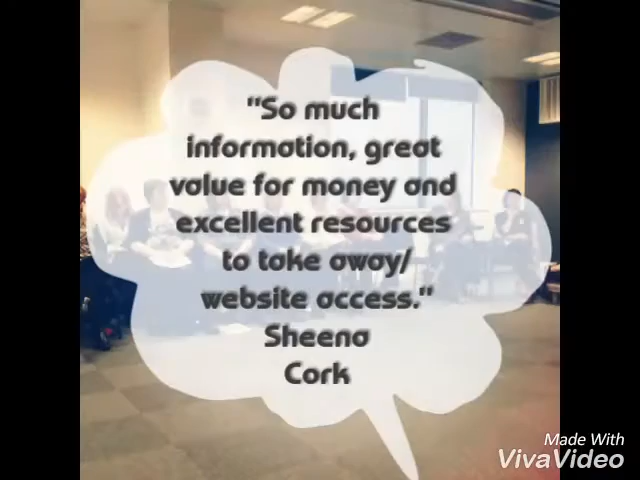 "So much
information, great
value for money and
excellent resources
to take away/
website access."
Sheena
Cork
Made With
VivaVideo